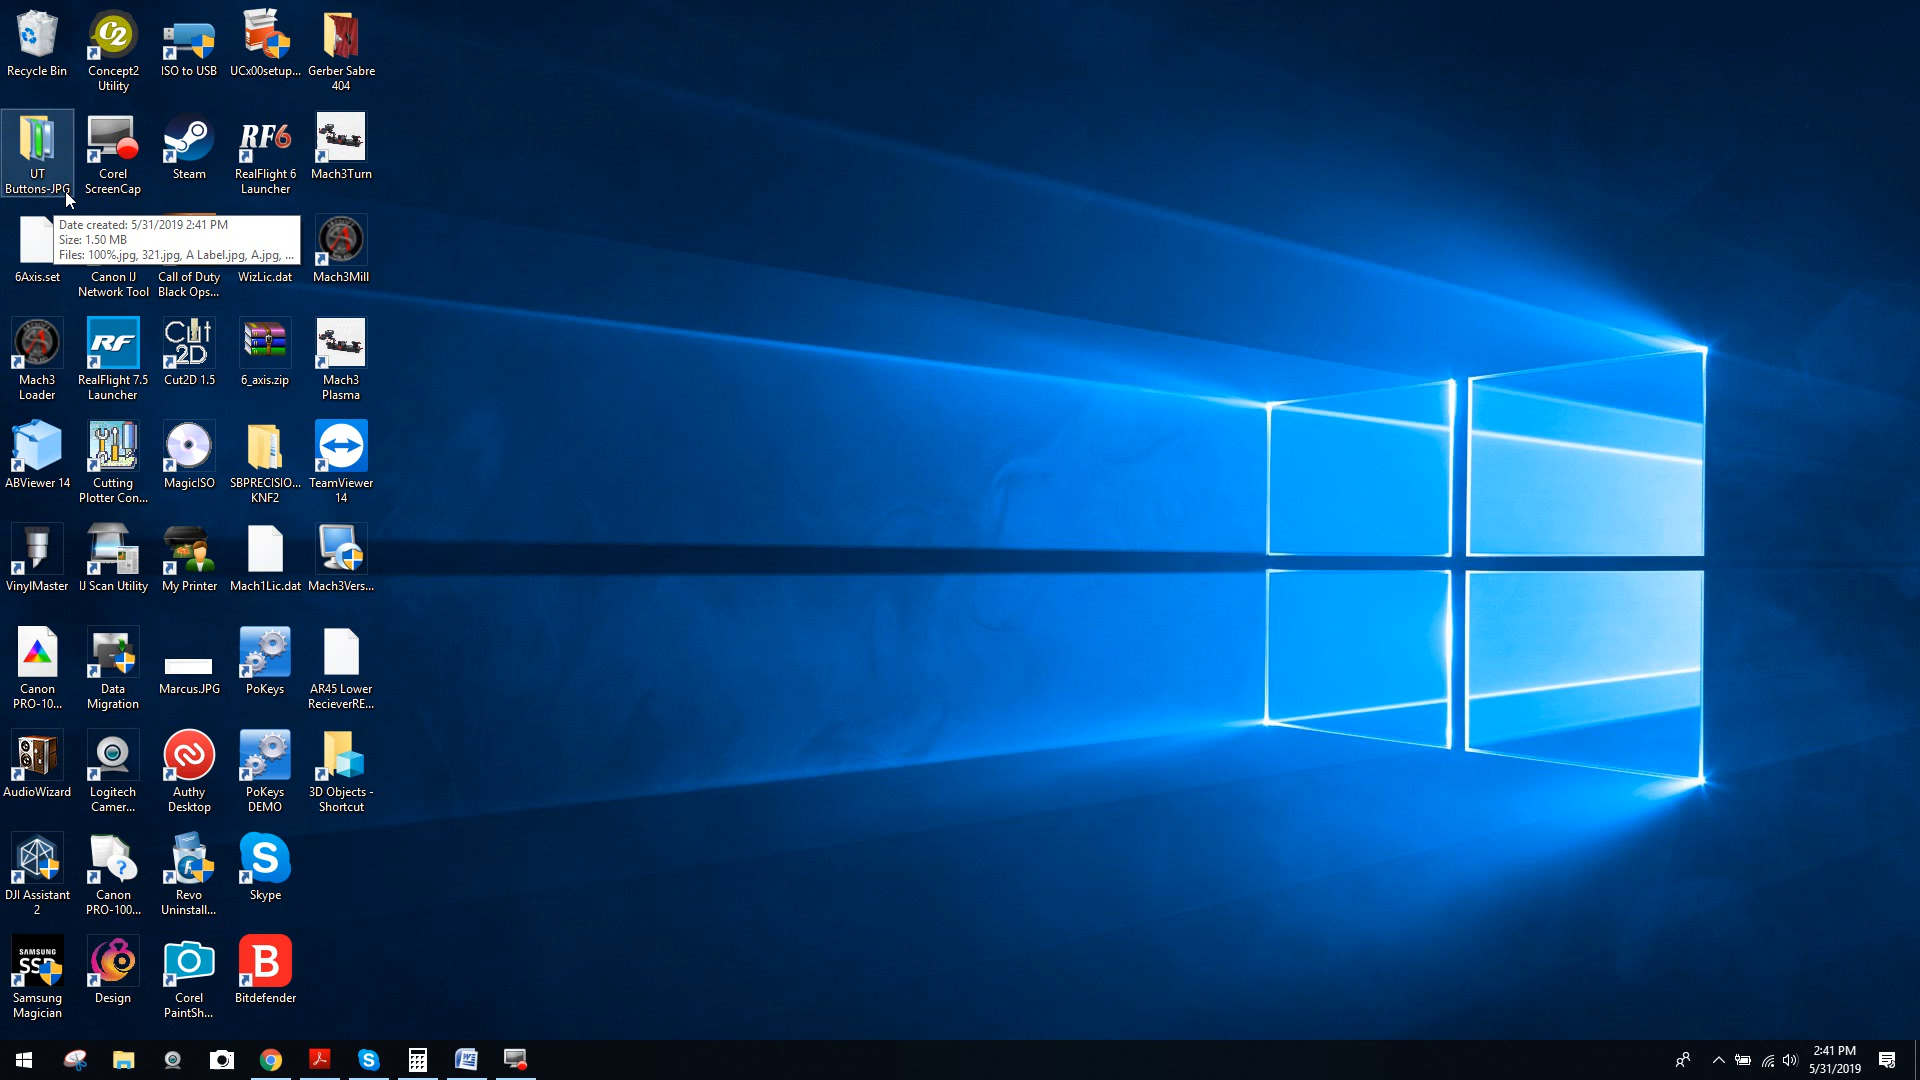 Recycle Bin
Concept2
Utility
ISO to USB
UCx00setup...
Gerber Sabre
404
UT
Buttons-JPG
Corel
ScreenCap
Steam
RF6
RealFlight 6
Launcher
Mach3Turn
Date created: 5/31/2019 2:41 PM
Size: 1.50 MB
Files: 100%.jpg, 321.jpg, A Label.jpg, A.jpg, ...
6Axis.set
Canon IJ
Network Tool
Call of Duty
Black Ops...
WizLic.dat
Mach3Mill
Mach3
Loader
RF
RealFlight 7.5
Launcher
Cut
2D
Cut2D 1.5
6_axis.zip
Mach3
Plasma
ABViewer 14
Cutting
Plotter Con...
MagicISO
SBPRECISIO...
KNF2
TeamViewer
14
VinylMaster
IJ Scan Utility
My Printer
Mach1Lic.dat
Mach3Vers...
Canon
PRO-10...
Data
Migration
Marcus.JPG
PoKeys
AR45 Lower
RecieverRE...
AudioWizard
Logitech
Camer...
Authy
Desktop
PoKeys
DEMO
3D Objects -
Shortcut
DJI Assistant
2
Canon
PRO-100...
Revo
Uninstall...
Skype
SAMSUNG
SSD
Samsung
Magician
Design
Corel
PaintSh...
B
Bitdefender
2:41 PM
5/31/2019